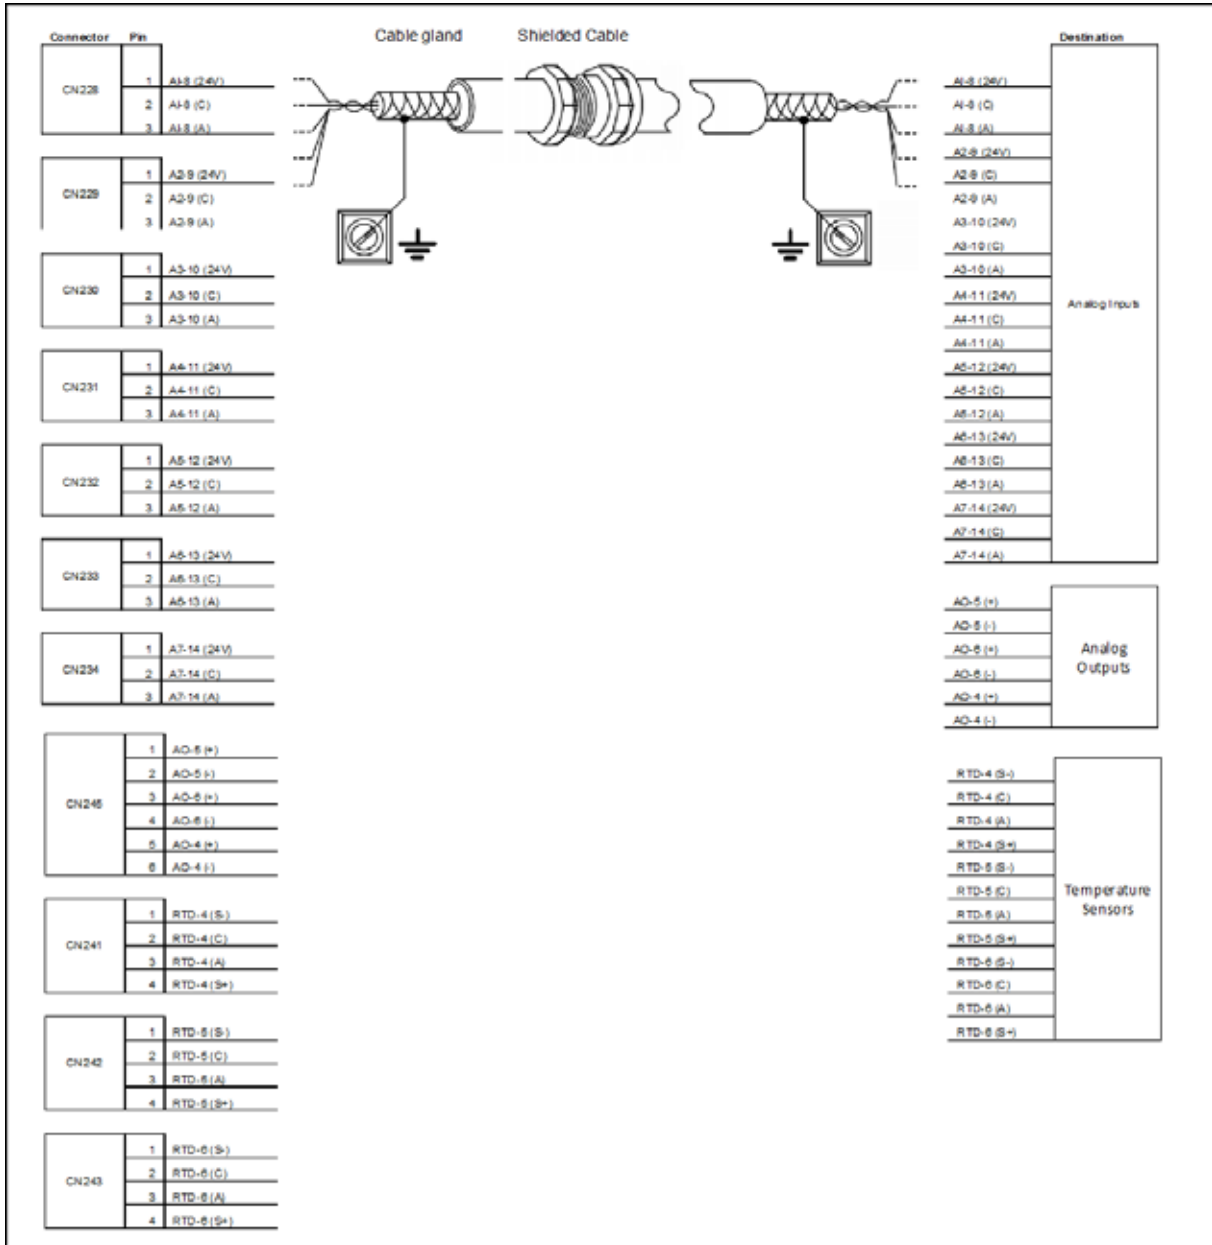 Cable gland Shielded Cable
Connector Pin
CN228
1 AI-8 (24V)
2 AI-8 (C)
3 AI-8 (A)
CN229
1 A2-9 (24V)
2 A2-9 (C)
3 A2-9 (A)
CN230
1 A3-10 (24V)
2 A3-10 (C)
3 A3-10 (A)
CN231
1 A4-11 (24V)
2 A4-11 (C)
3 A4-11 (A)
CN232
1 A5-12 (24V)
2 A5-12 (C)
3 A5-12 (A)
CN233
1 A6-13 (24V)
2 A6-13 (C)
3 A6-13 (A)
CN234
1 A7-14 (24V)
2 A7-14 (C)
3 A7-14 (A)
CN245
1 AO-5 (+)
2 AO-5 (-)
3 AO-6 (+)
4 AO-6 (-)
5 AO-4 (+)
6 AO-4 (-)
CN241
1 RTD-4 (S-)
2 RTD-4 (C)
3 RTD-4 (A)
4 RTD-4 (S+)
CN242
1 RTD-5 (S-)
2 RTD-5 (C)
3 RTD-5 (A)
4 RTD-5 (S+)
CN243
1 RTD-6 (S-)
2 RTD-6 (C)
3 RTD-6 (A)
4 RTD-6 (S+)
Destination
AI-8 (24V)
AI-8 (C)
AI-8 (A)
A2-9 (24V)
A2-9 (C)
A2-9 (A)
A3-10 (24V)
A3-10 (C)
A3-10 (A)
A4-11 (24V)
A4-11 (C)
A4-11 (A)
A5-12 (24V)
A5-12 (C)
A5-12 (A)
A6-13 (24V)
A6-13 (C)
A6-13 (A)
A7-14 (24V)
A7-14 (C)
A7-14 (A)
Analog Inputs
AO-5 (+)
AO-5 (-)
AO-6 (+)
AO-6 (-)
AO-4 (+)
AO-4 (-)
Analog
Outputs
RTD-4 (S-)
RTD-4 (C)
RTD-4 (A)
RTD-4 (S+)
RTD-5 (S-)
RTD-5 (C)
RTD-5 (A)
RTD-5 (S+)
RTD-6 (S-)
RTD-6 (C)
RTD-6 (A)
RTD-6 (S+)
Temperature
Sensors